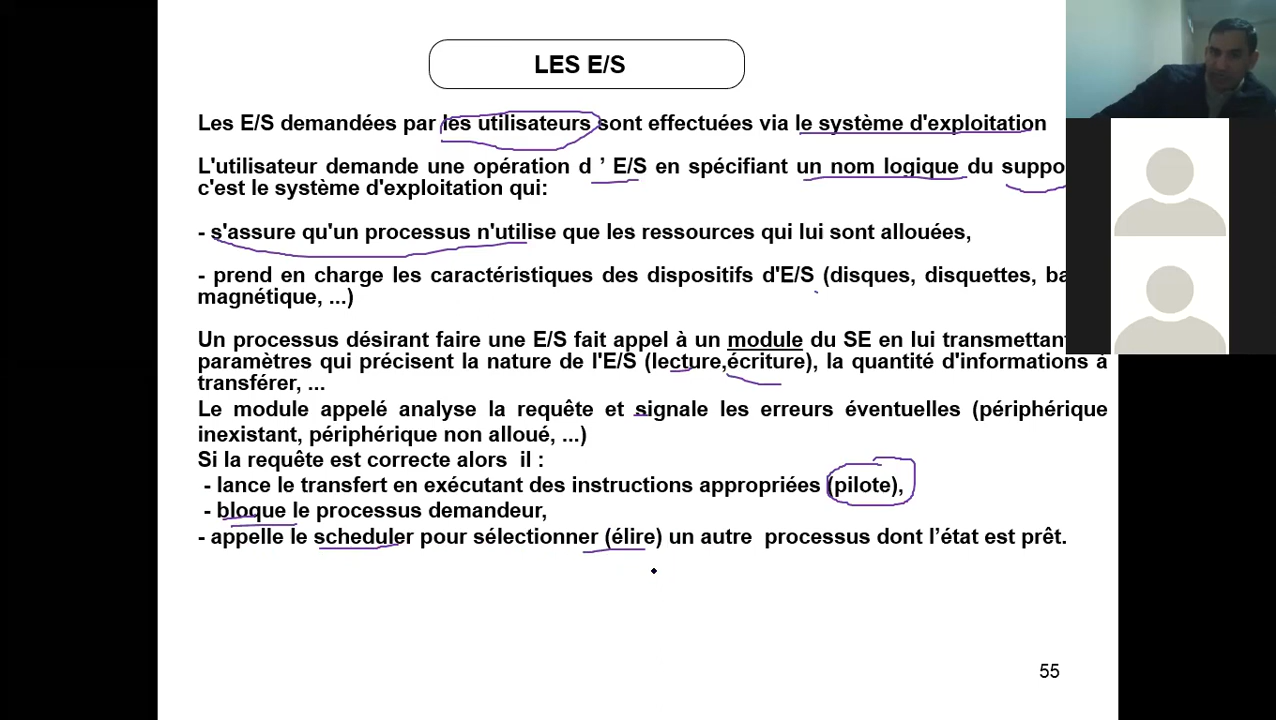 LES E/S
Les E/S demandées par les utilisateurs sont effectuées via le système d'exploitation
L'utilisateur demande une opération d ' E/S en spécifiant un nom logique du suppo
c'est le système d'exploitation qui:
- s'assure qu'un processus n'utilise que les ressources qui lui sont allouées,
- prend en charge les caractéristiques des dispositifs d'E/S (disques, disquettes, ba
magnétique, ...)
Un processus désirant faire une E/S fait appel à un module du SE en lui transmettant
paramètres qui précisent la nature de l'E/S (lecture,écriture), la quantité d'informations à
transférer, ...
Le module appelé analyse la requête et signale les erreurs éventuelles (périphérique
inexistant, périphérique non alloué, ...)
Si la requête est correcte alors il :
- lance le transfert en exécutant des instructions appropriées (pilote),
- bloque le processus demandeur,
- appelle le scheduler pour sélectionner (élire) un autre processus dont l'état est prêt.
55